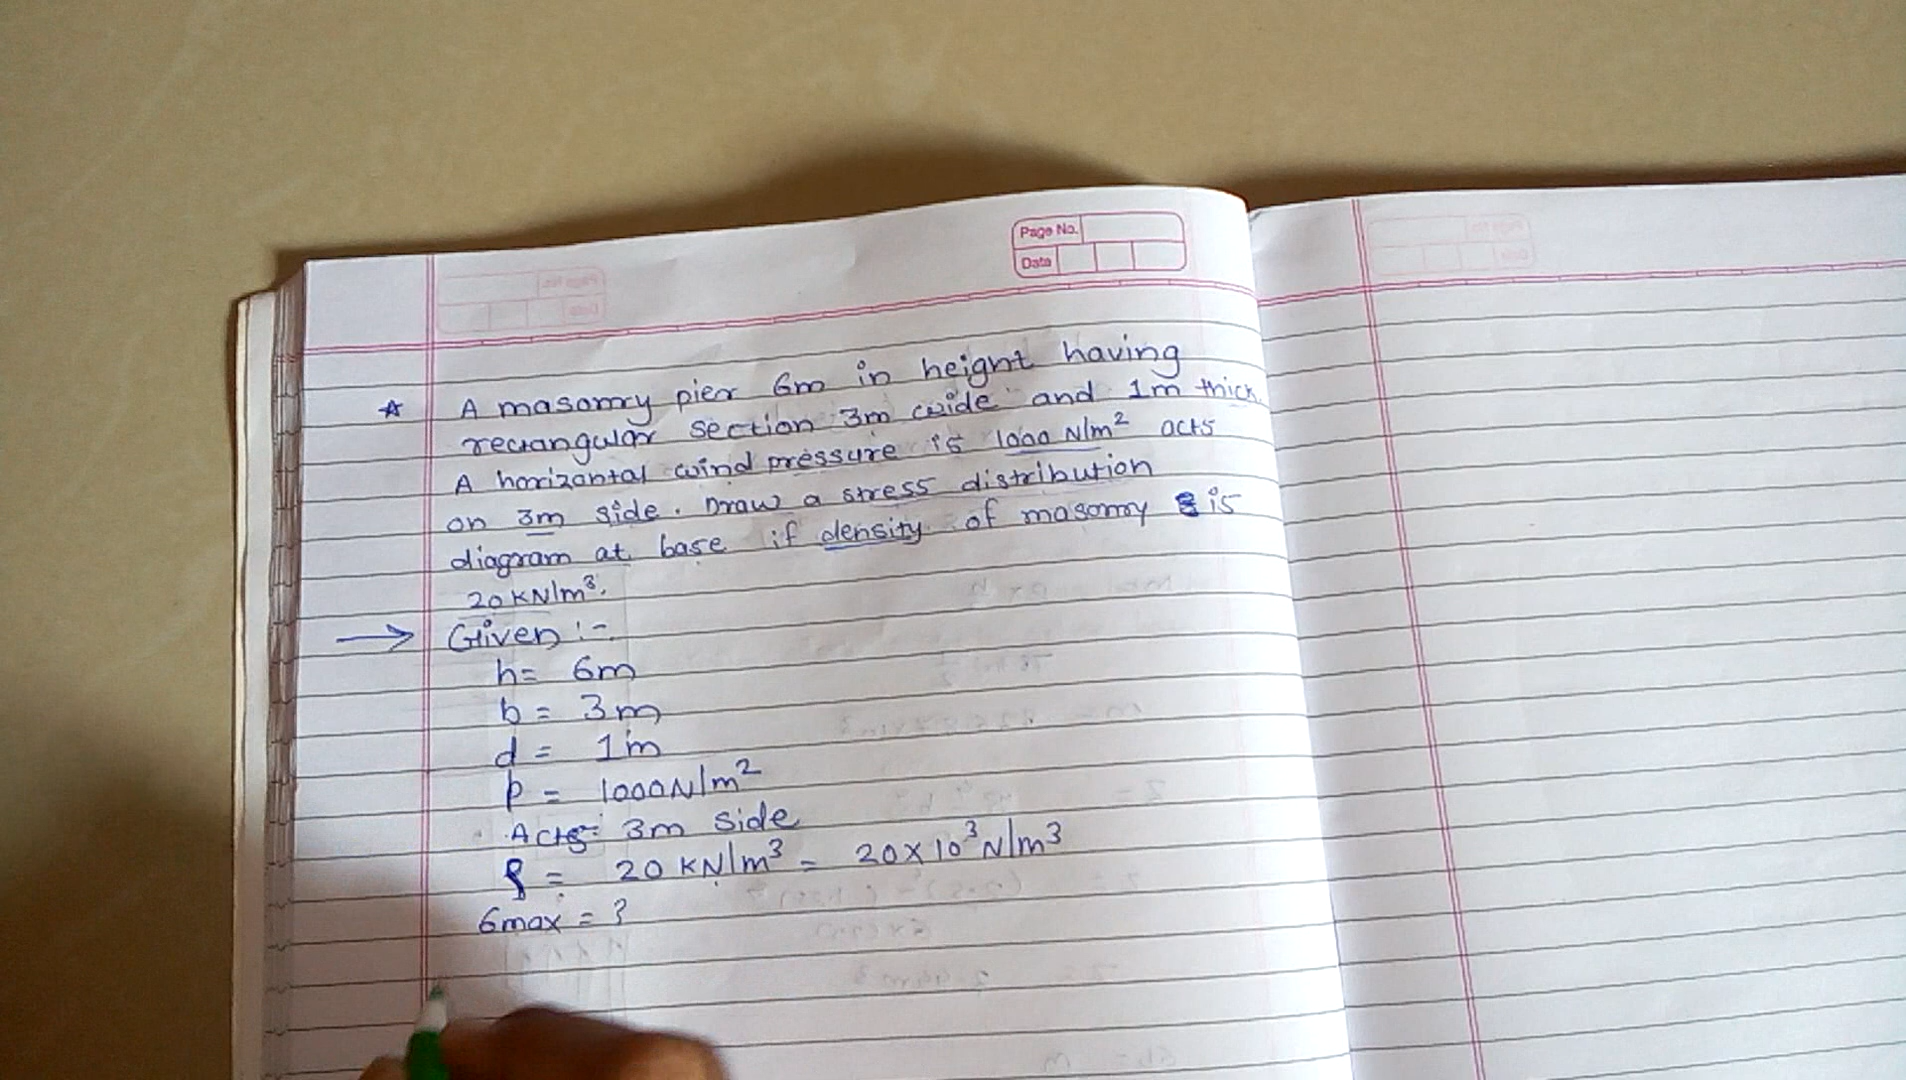 Page No.
Date
☆ A masonry pier 6m in height having
rectangular section 3m wide and 1m thick.
A horizontal wind pressure is 1000 N/m² acts
on 3m side. Draw a stress distribution
diagram at base if density of masonry is
20 KN/m³.
→ Given :-
h= 6m
b = 3m
d = 1m
p = 1000N/m²
Acts= 3m side
ρ = 20 KN/m³ = 20×10³ N/m³
6max = ?